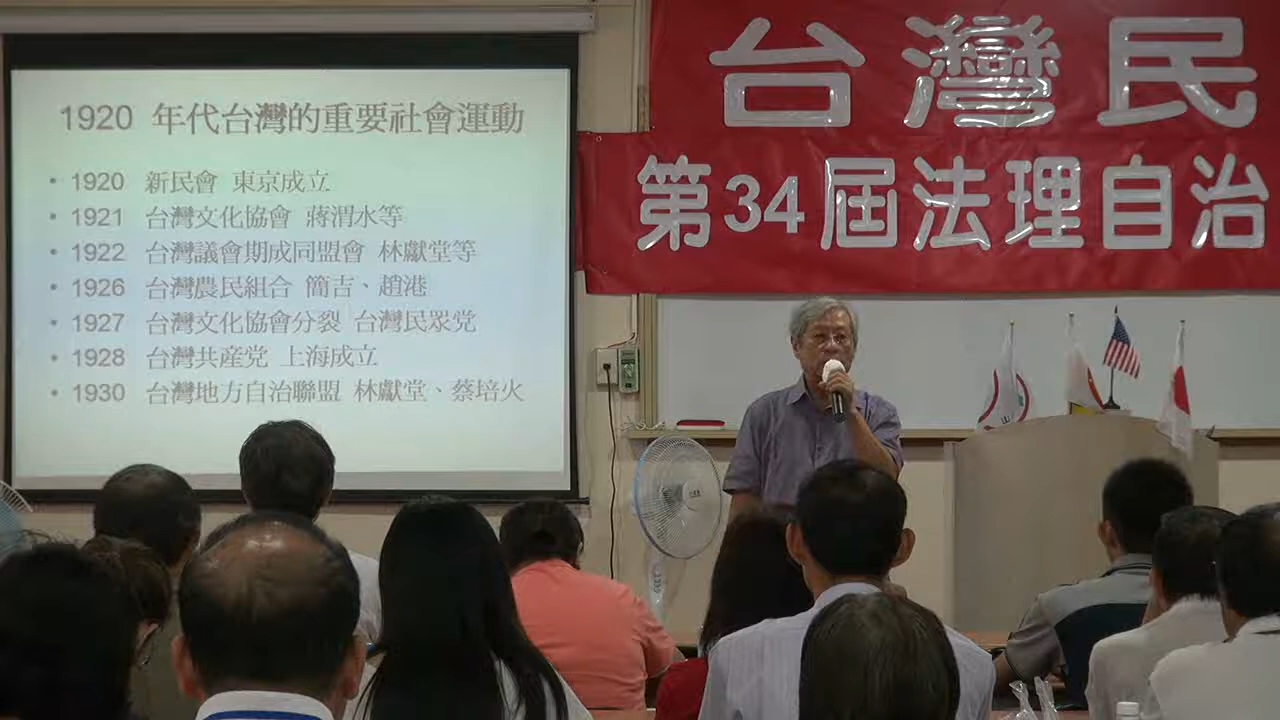 1920 年代台灣的重要社會運動
• 1920 新民會 東京成立
• 1921 台灣文化協會 蔣渭水等
• 1922 台灣議會期成同盟會 林獻堂等
• 1926 台灣農民組合 簡吉、趙港
• 1927 台灣文化協會分裂 台灣民眾党
• 1928 台灣共産党 上海成立
• 1930 台灣地方自治聯盟 林獻堂、蔡培火
台灣民
第34屆法理自治
山